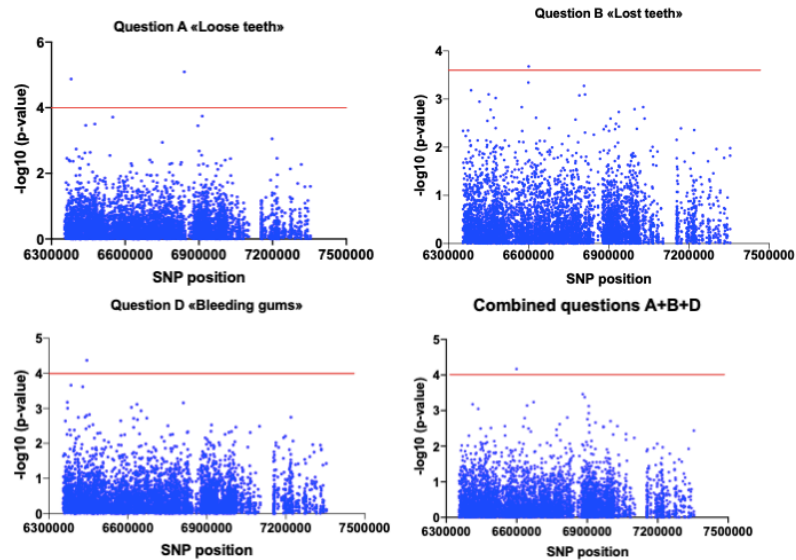 Question A «Loose teeth»
6
4
2
0
-log10 (p-value)
6300000 6600000 6900000 7200000 7500000
SNP position
Question B «Lost teeth»
4
3
2
1
0
-log10 (p-value)
6300000 6600000 6900000 7200000 7500000
SNP position
Question D «Bleeding gums»
5
4
3
2
1
0
-log10 (p-value)
6300000 6600000 6900000 7200000 7500000
SNP position
Combined questions A+B+D
5
4
3
2
1
0
-log10 (p-value)
6300000 6600000 6900000 7200000 7500000
SNP position